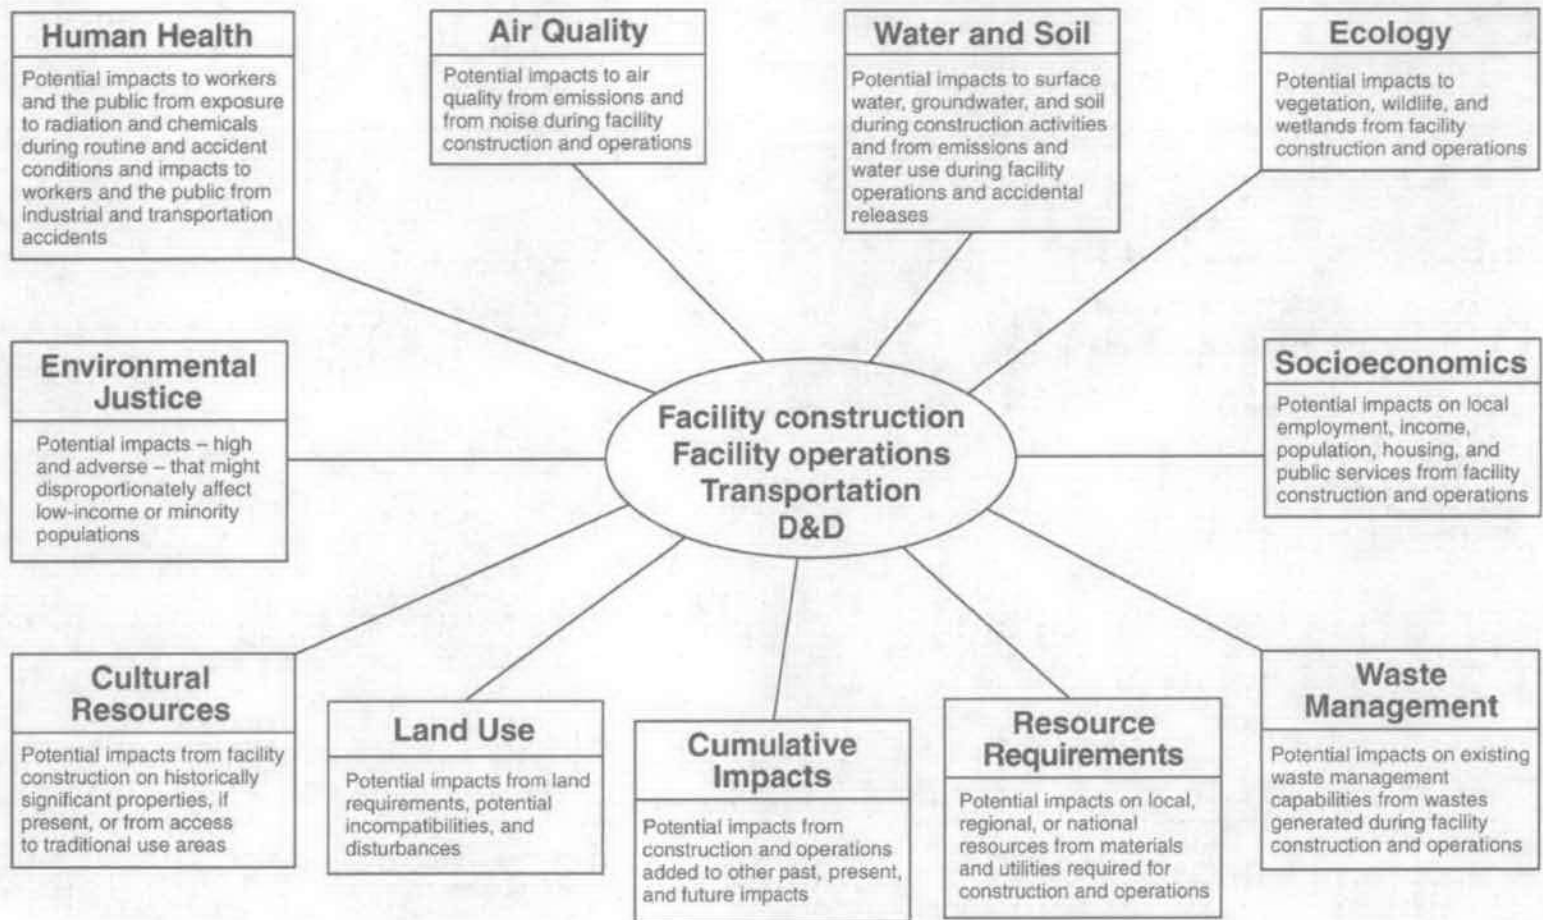 Human Health
Potential impacts to workers
and the public from exposure
to radiation and chemicals
during routine and accident
conditions and impacts to
workers and the public from
industrial and transportation
accidents
Air Quality
Potential impacts to air
quality from emissions and
from noise during facility
construction and operations
Water and Soil
Potential impacts to surface
water, groundwater, and soil
during construction activities
and from emissions and
water use during facility
operations and accidental
releases
Ecology
Potential impacts to
vegetation, wildlife, and
wetlands from facility
construction and operations
Environmental
Justice
Potential impacts – high
and adverse – that might
disproportionately affect
low-income or minority
populations
Facility construction
Facility operations
Transportation
D&D
Socioeconomics
Potential impacts on local
employment, income,
population, housing, and
public services from facility
construction and operations
Cultural
Resources
Potential impacts from facility
construction on historically
significant properties, if
present, or from access
to traditional use areas
Land Use
Potential impacts from land
requirements, potential
incompatibilities, and
disturbances
Cumulative
Impacts
Potential impacts from
construction and operations
added to other past, present,
and future impacts
Resource
Requirements
Potential impacts on local,
regional, or national
resources from materials
and utilities required for
construction and operations
Waste
Management
Potential impacts on existing
waste management
capabilities from wastes
generated during facility
construction and operations